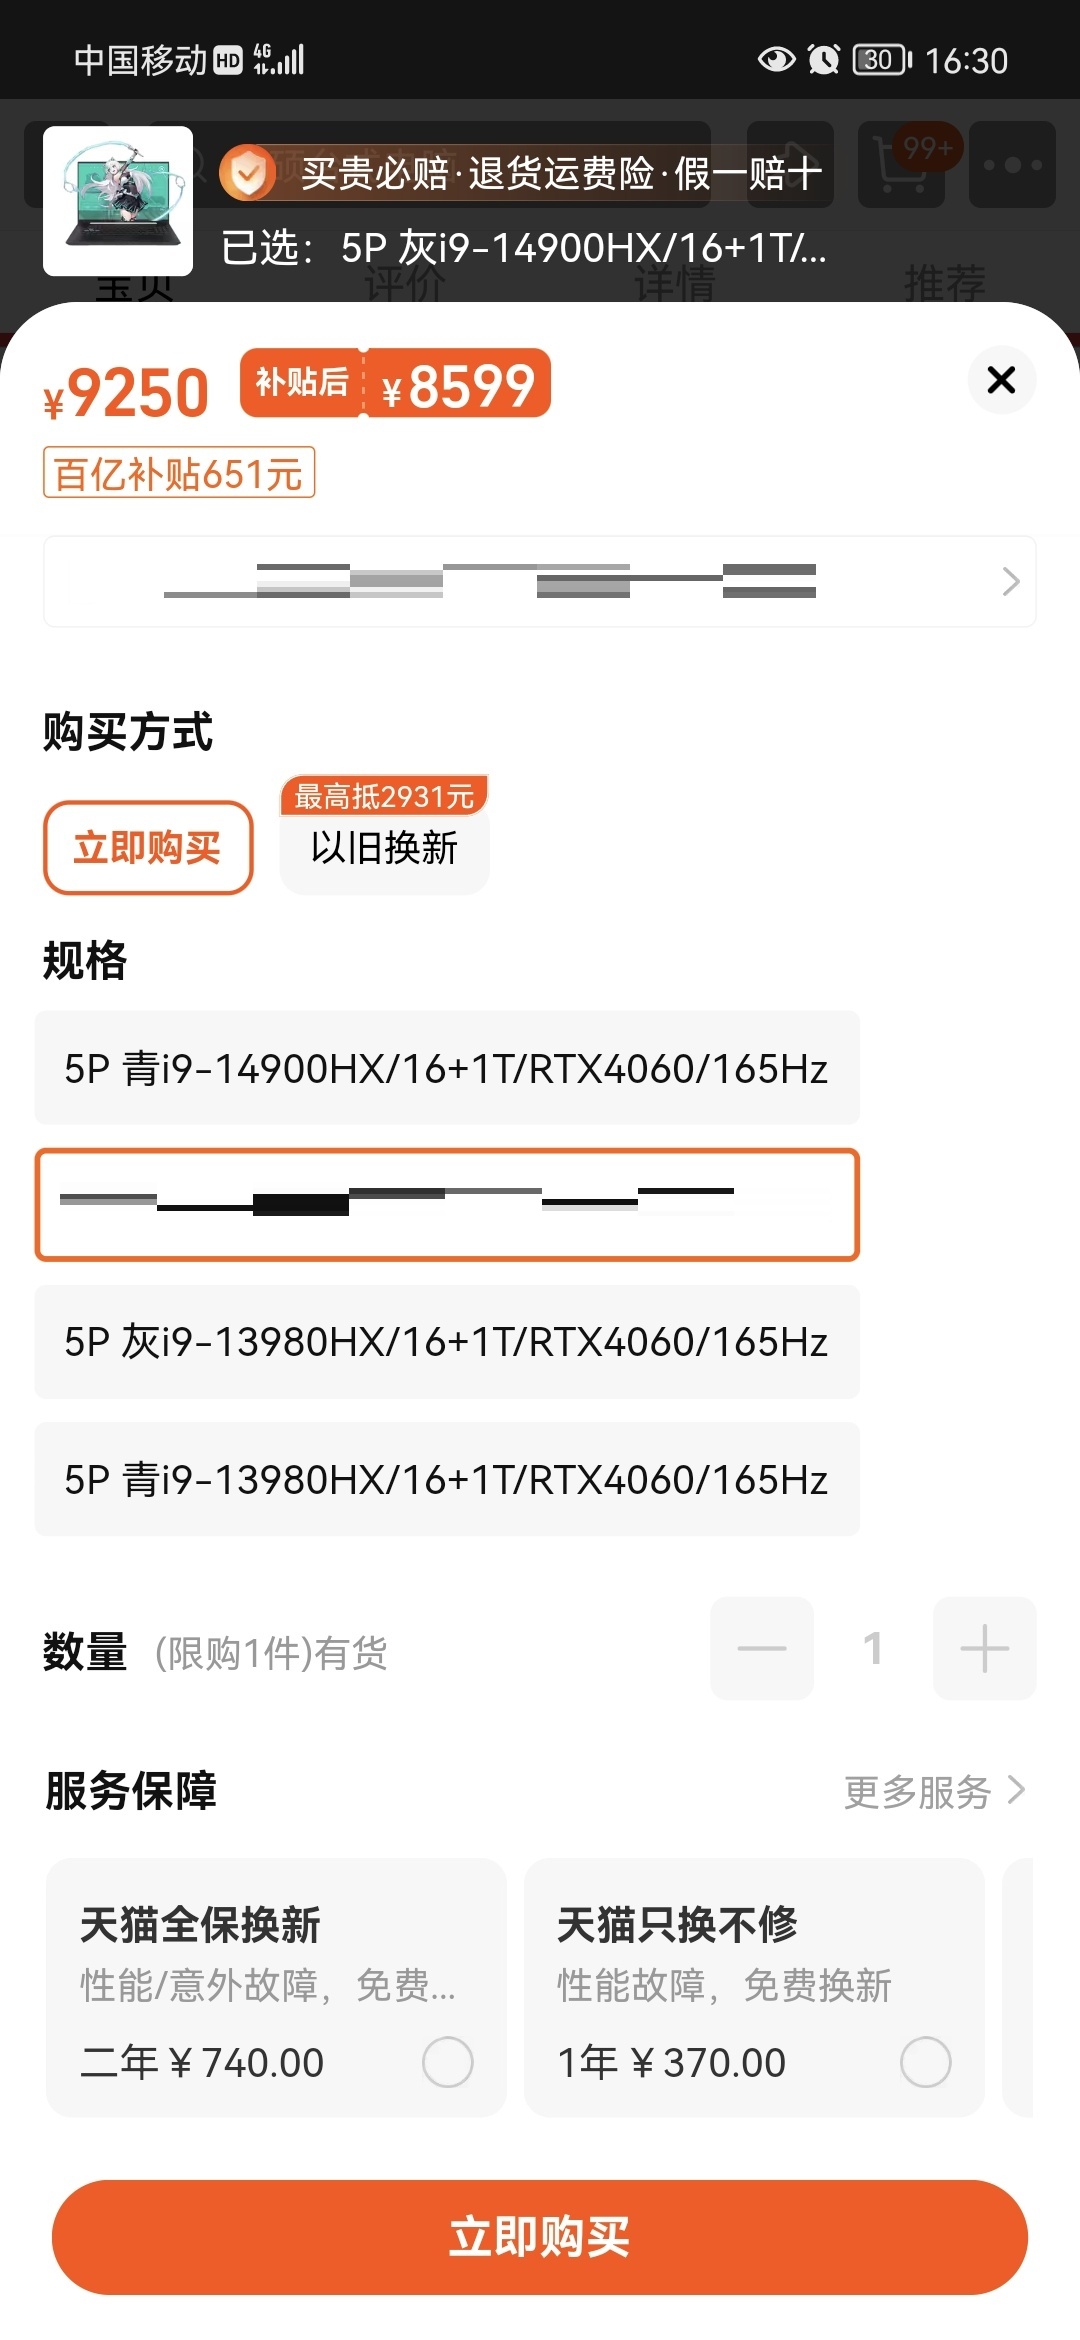 中国移动 HD 4G 30 16:30
99+
买贵必赔·退货运费险·假一赔十
已选：5P 灰i9-14900HX/16+1T/...
宝贝 评价 详情 推荐
¥9250 补贴后 ¥8599
百亿补贴651元
购买方式
最高抵2931元
立即购买 以旧换新
规格
5P 青i9-14900HX/16+1T/RTX4060/165Hz
5P 灰i9-13980HX/16+1T/RTX4060/165Hz
5P 青i9-13980HX/16+1T/RTX4060/165Hz
数量 (限购1件)有货 1
服务保障 更多服务
天猫全保换新 天猫只换不修
性能/意外故障，免费... 性能故障，免费换新
二年 ¥ 740.00 1年 ¥ 370.00
立即购买